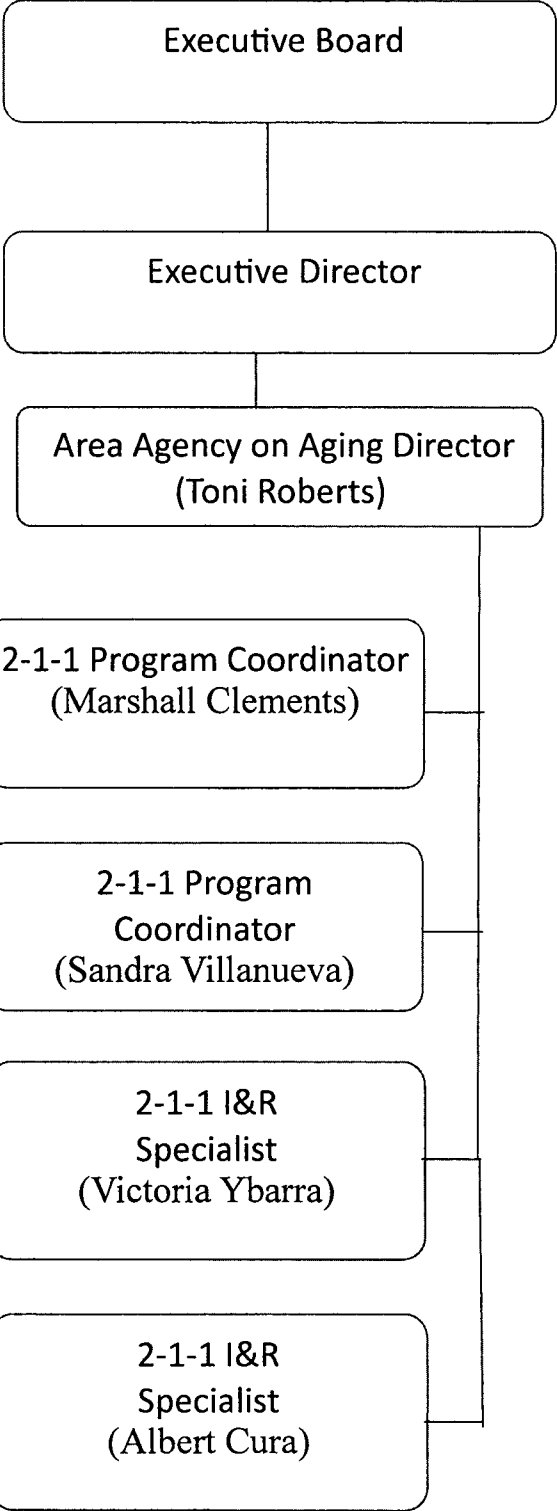 Executive Board
Executive Director
Area Agency on Aging Director
(Toni Roberts)
2-1-1 Program Coordinator
(Marshall Clements)
2-1-1 Program
Coordinator
(Sandra Villanueva)
2-1-1 I&R
Specialist
(Victoria Ybarra)
2-1-1 I&R
Specialist
(Albert Cura)